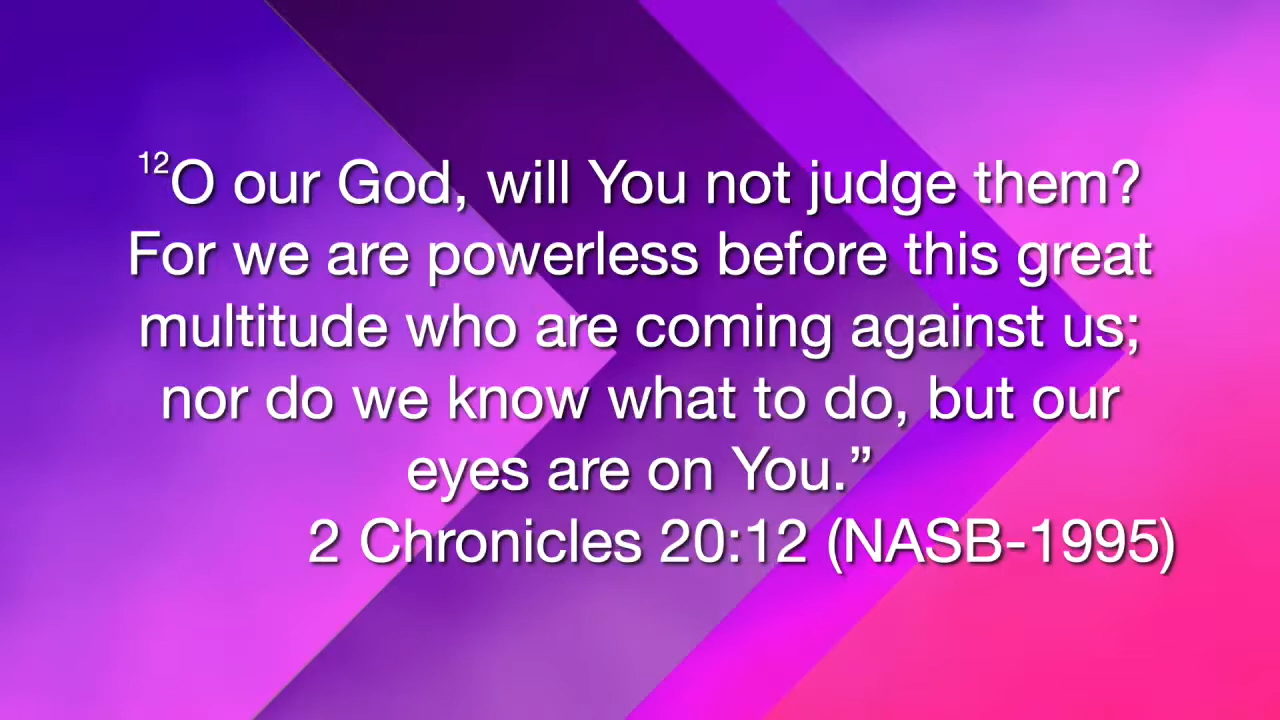 ¹²O our God, will You not judge them?
For we are powerless before this great
multitude who are coming against us;
nor do we know what to do, but our
eyes are on You.”
2 Chronicles 20:12 (NASB-1995)